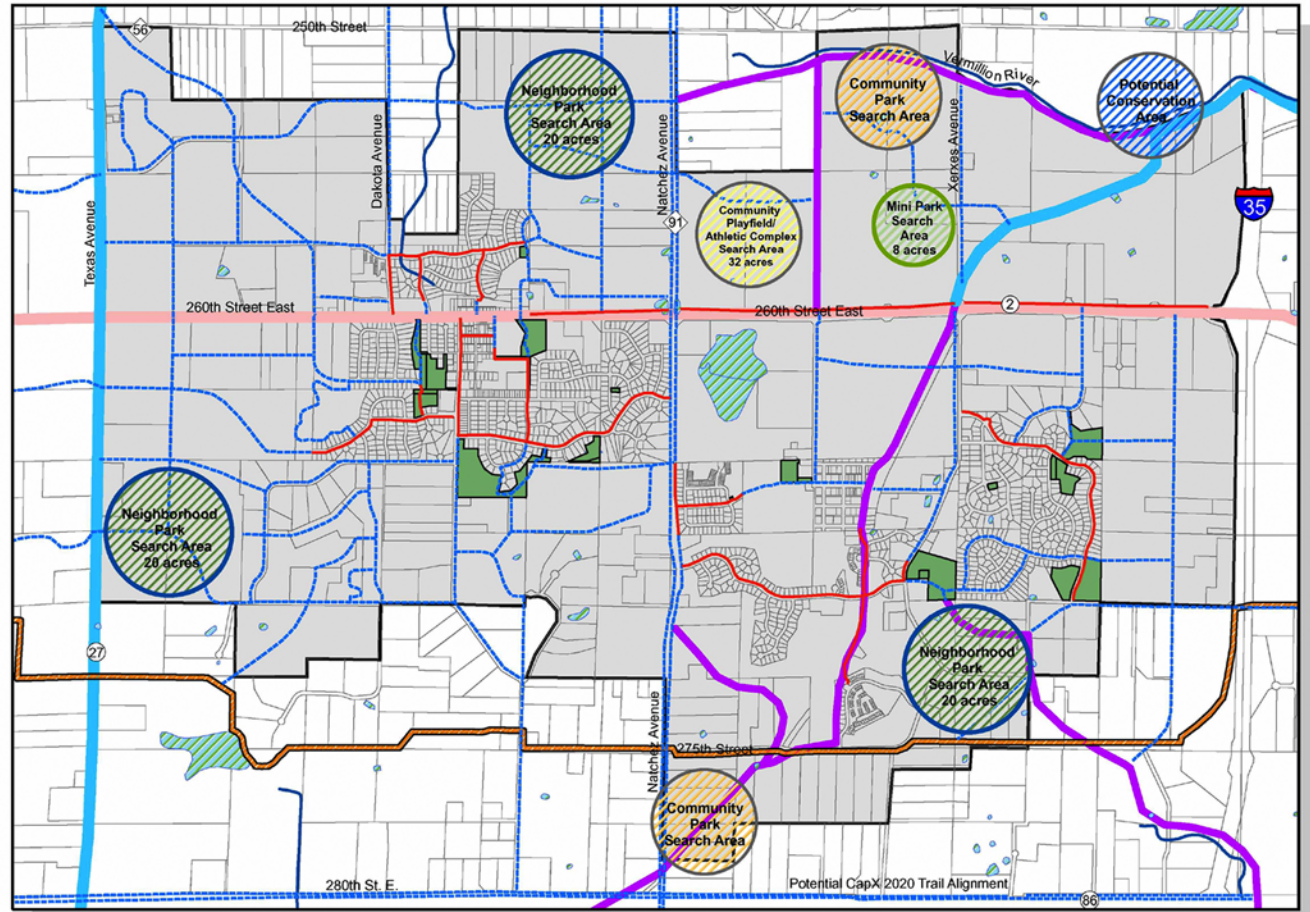 56
250th Street
Neighborhood
Park
Search Area
20 acres
Community
Park
Search Area
Vermillion River
Potential
Conservation
Area
Dakota Avenue
Natchez Avenue
Xerxes Avenue
Texas Avenue
91
Community
Playfield/
Athletic Complex
Search Area
32 acres
Mini Park
Search
Area
8 acres
35
260th Street East
260th Street East
2
Neighborhood
Park
Search Area
20 acres
27
Neighborhood
Park
Search Area
20 acres
Natchez Avenue
275th Street
Community
Park
Search Area
280th St. E.
Potential CapX 2020 Trail Alignment
86